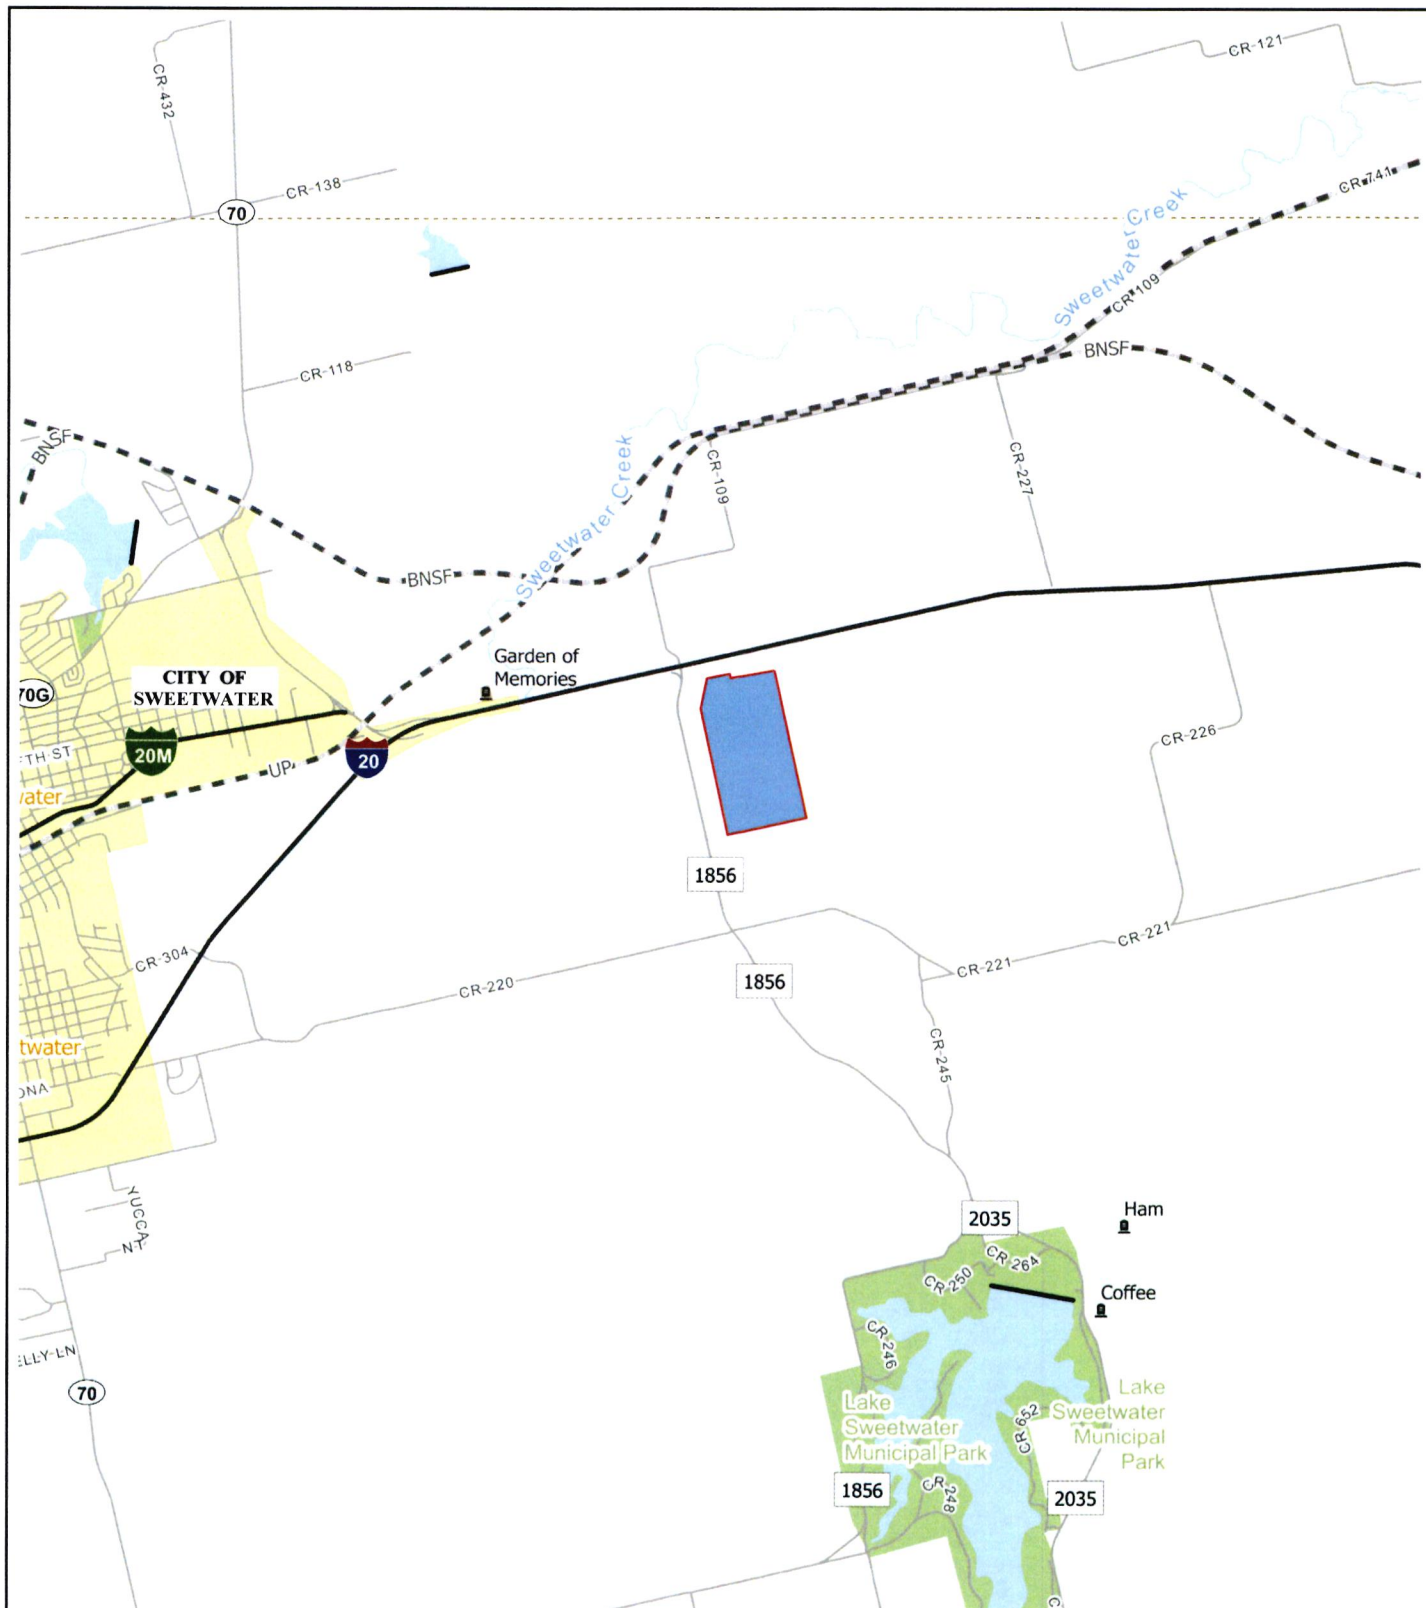 CR-121
CR-432
CR-138
70
CR-741
Sweetwater Creek
CR-109
CR-118
BNSF
BNSF
Sweetwater Creek
CR-109
CR-227
BNSF
Garden of
Memories
CITY OF
SWEETWATER
70G
20M
20
UP
CR-226
1856
CR-304
CR-220
CR-221
CR-221
1856
CR-245
YUCCA
NT
2035
Ham
CR 264
CR 250
Coffee
CR-246
70
Lake
Sweetwater
Municipal Park
Lake
Sweetwater
Municipal
Park
CR 652
CR-248
1856
2035